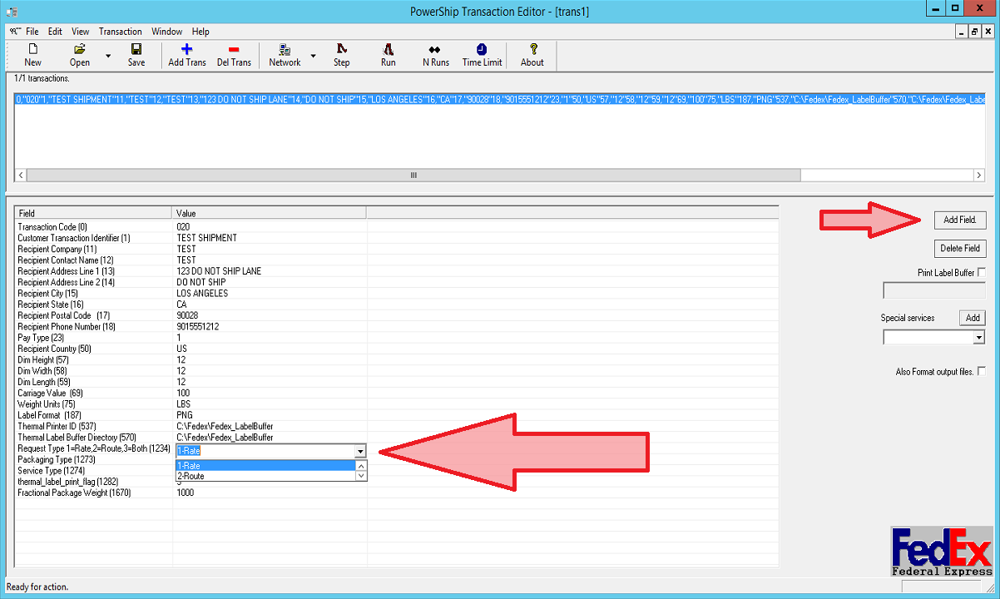 PowerShip Transaction Editor - [trans1]
File Edit View Transaction Window Help
New Open Save Add Trans Del Trans Network Step Run N Runs Time Limit About
1/1 transactions.
0,"020"1,"TEST SHIPMENT"11,"TEST"12,"TEST"13,"123 DO NOT SHIP LANE"14,"DO NOT SHIP"15,"LOS ANGELES"16,"CA"17,"90028"18,"9015551212"23,"1"50,"US"57,"12"58,"12"59,"12"69,"100"75,"LBS"187,"PNG"537,"C:\Fedex\Fedex_LabelBuffer"570,"C:\Fedex\Fedex_Labe
Field Value
Transaction Code (0) 020
Customer Transaction Identifier (1) TEST SHIPMENT
Recipient Company (11) TEST
Recipient Contact Name (12) TEST
Recipient Address Line 1 (13) 123 DO NOT SHIP LANE
Recipient Address Line 2 (14) DO NOT SHIP
Recipient City (15) LOS ANGELES
Recipient State (16) CA
Recipient Postal Code (17) 90028
Recipient Phone Number (18) 9015551212
Pay Type (23) 1
Recipient Country (50) US
Dim Height (57) 12
Dim Width (58) 12
Dim Length (59) 12
Carriage Value (69) 100
Weight Units (75) LBS
Label Format (187) PNG
Thermal Printer ID (537) C:\Fedex\Fedex_LabelBuffer
Thermal Label Buffer Directory (570) C:\Fedex\Fedex_LabelBuffer
Request Type 1=Rate,2=Route,3=Both (1234) 1-Rate
Packaging Type (1273)
1-Rate
Service Type (1274)
2-Route
thermal_label_print_flag (1282)
Fractional Package Weight (1670) 1000
Add Field.
Delete Field
Print Label Buffer
Special services Add
Also Format output files.
FedEx
Federal Express
Ready for action.